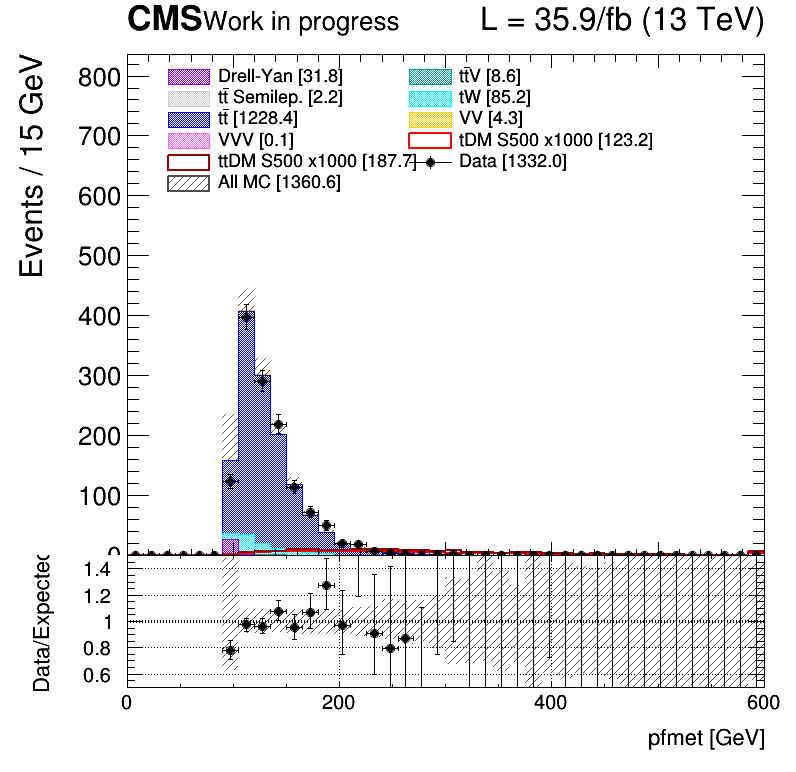 CMS Work in progress L = 35.9/fb (13 TeV)
Events / 15 GeV
800
700
600
500
400
300
200
100
0
Drell-Yan [31.8] tt̄V [8.6]
tt̄ Semilep. [2.2] tW [85.2]
tt̄ [1228.4] VV [4.3]
VVV [0.1] tDM S500 x1000 [123.2]
ttDM S500 x1000 [187.7] Data [1332.0]
All MC [1360.6]
Data/Expected
1.4
1.2
1
0.8
0.6
0 200 400 600
pfmet [GeV]